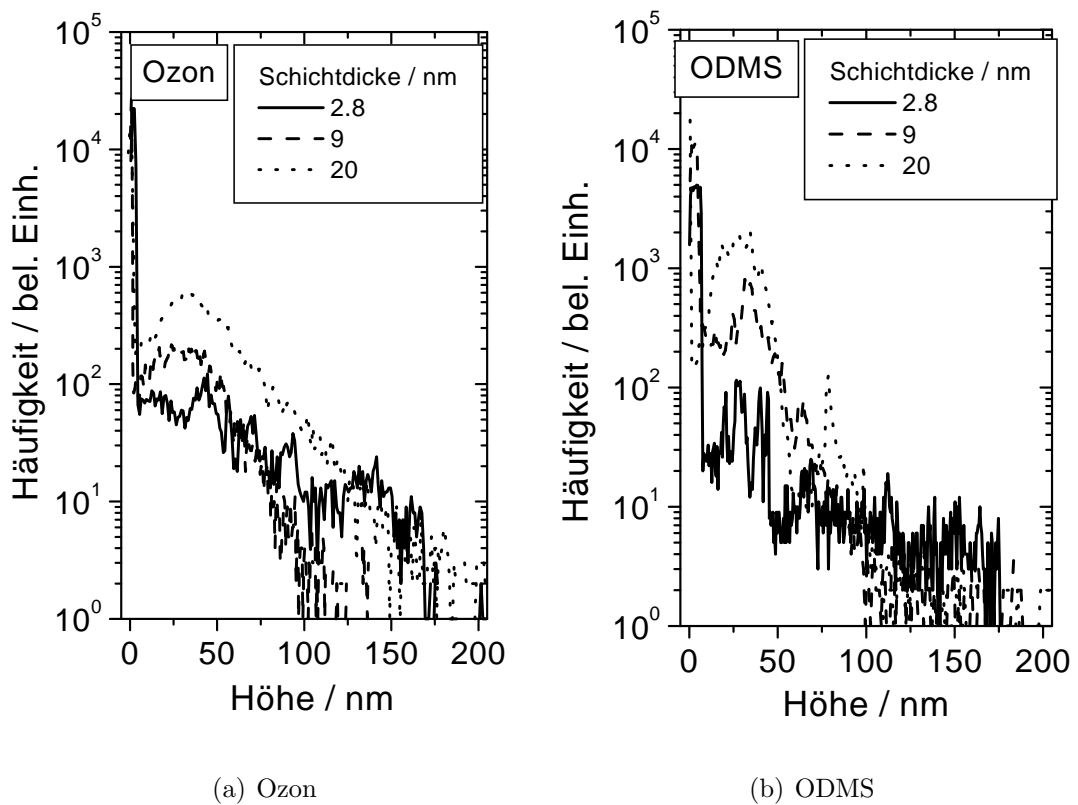 10^5
10^4
10^3
10^2
10^1
10^0
Häufigkeit / bel. Einh.
Ozon
Schichtdicke / nm
2.8
9
20
0 50 100 150 200
Höhe / nm
(a) Ozon
10^5
10^4
10^3
10^2
10^1
10^0
Häufigkeit / bel. Einh.
ODMS
Schichtdicke / nm
2.8
9
20
0 50 100 150 200
Höhe / nm
(b) ODMS